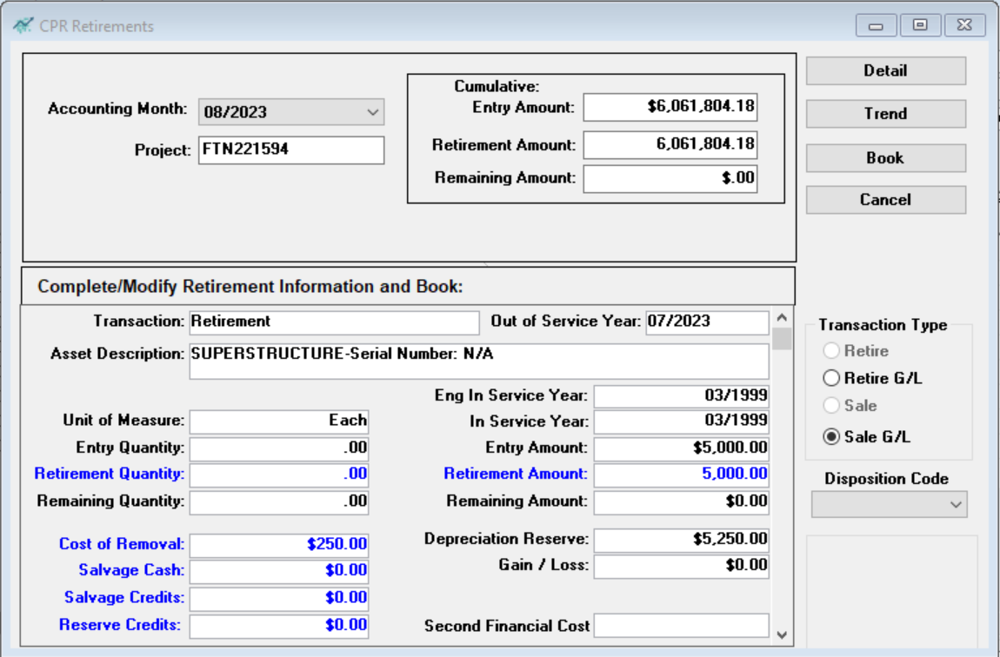 CPR Retirements
Accounting Month: 08/2023
Project: FTN221594
Cumulative:
Entry Amount: $6,061,804.18
Retirement Amount: 6,061,804.18
Remaining Amount: $.00
Detail
Trend
Book
Cancel
Complete/Modify Retirement Information and Book:
Transaction: Retirement Out of Service Year: 07/2023
Asset Description: SUPERSTRUCTURE-Serial Number: N/A
Eng In Service Year: 03/1999
Unit of Measure: Each In Service Year: 03/1999
Entry Quantity: .00 Entry Amount: $5,000.00
Retirement Quantity: .00 Retirement Amount: 5,000.00
Remaining Quantity: .00 Remaining Amount: $0.00
Cost of Removal: $250.00 Depreciation Reserve: $5,250.00
Salvage Cash: $0.00 Gain / Loss: $0.00
Salvage Credits: $0.00
Reserve Credits: $0.00 Second Financial Cost
Transaction Type
Retire
Retire G/L
Sale
Sale G/L
Disposition Code